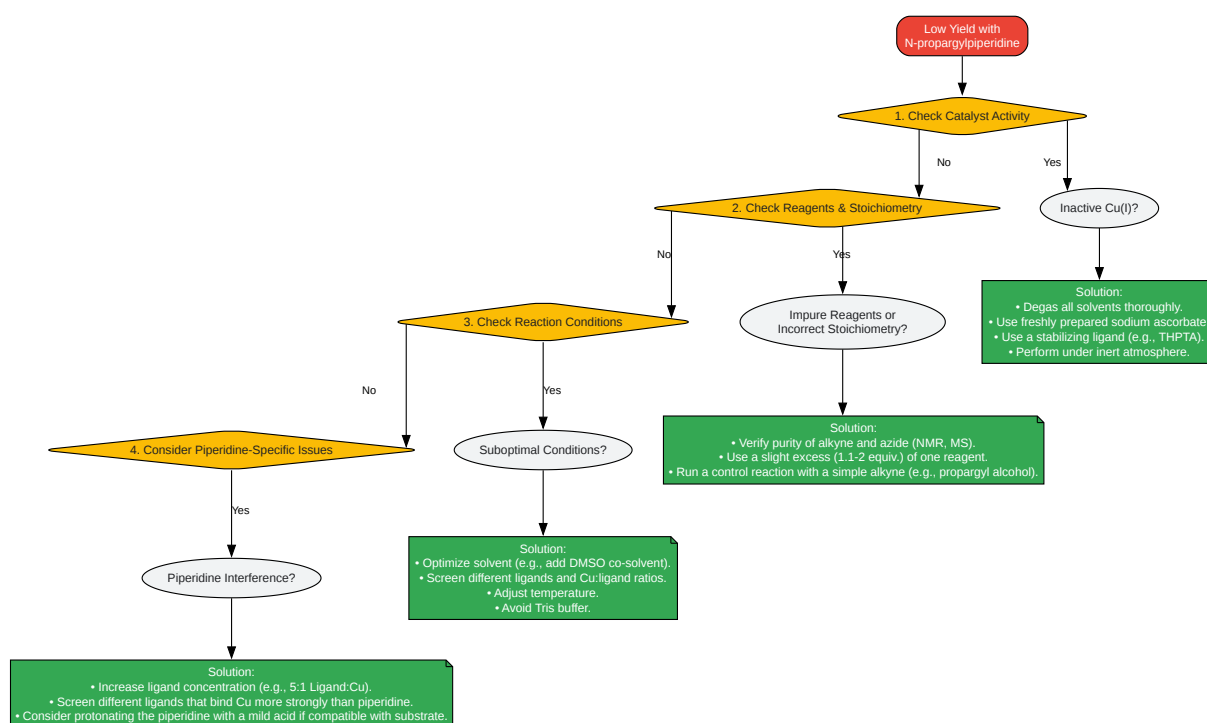 Low Yield with
N-propargylpiperidine
1. Check Catalyst Activity
No
Yes
2. Check Reagents & Stoichiometry
Inactive Cu(I)?
No
Yes
Solution:
• Degas all solvents thoroughly.
• Use freshly prepared sodium ascorbate
• Use a stabilizing ligand (e.g., THPTA).
• Perform under inert atmosphere.
3. Check Reaction Conditions
Impure Reagents or
Incorrect Stoichiometry?
No
Yes
Solution:
• Verify purity of alkyne and azide (NMR, MS).
• Use a slight excess (1.1-2 equiv.) of one reagent.
• Run a control reaction with a simple alkyne (e.g., propargyl alcohol).
4. Consider Piperidine-Specific Issues
Suboptimal Conditions?
Yes
Solution:
• Optimize solvent (e.g., add DMSO co-solvent).
• Screen different ligands and Cu:ligand ratios.
• Adjust temperature.
• Avoid Tris buffer.
Piperidine Interference?
Solution:
• Increase ligand concentration (e.g., 5:1 Ligand:Cu).
• Screen different ligands that bind Cu more strongly than piperidine.
• Consider protonating the piperidine with a mild acid if compatible with substrate.